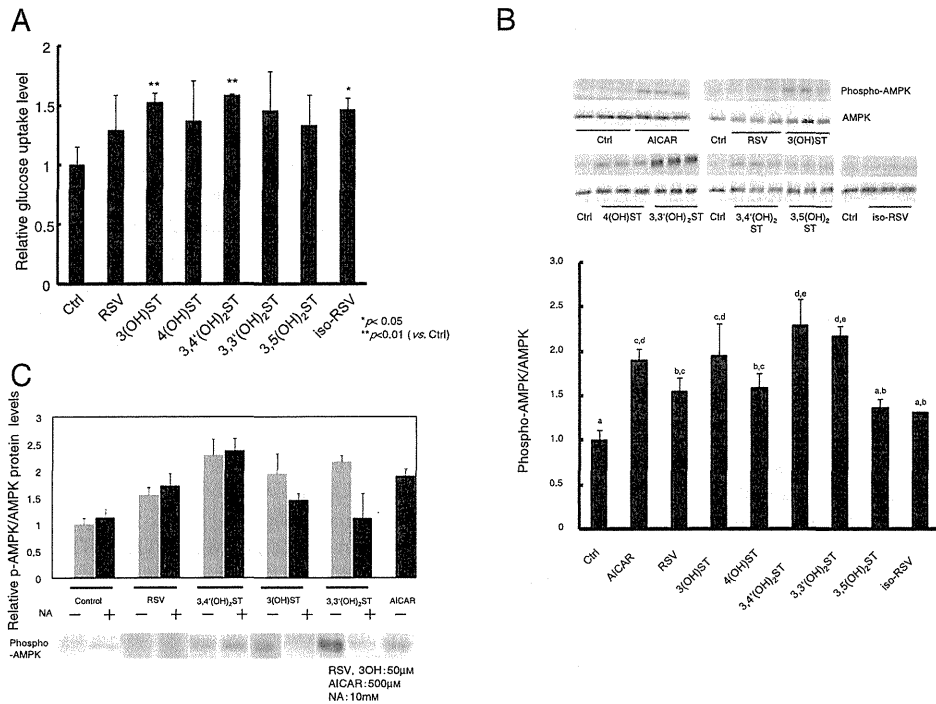 A
Relative glucose uptake level
2
1.5
1
0.5
0
**
**
*
Ctrl
RSV
3(OH)ST
4(OH)ST
3,4'(OH)₂ST
3,3'(OH)₂ST
3,5(OH)₂ST
iso-RSV
*p< 0.05
**p<0.01 (vs. Ctrl)
B
Phospho-AMPK
AMPK
Ctrl AICAR
Ctrl RSV 3(OH)ST
Ctrl 4(OH)ST 3,3'(OH)₂ST
Ctrl 3,4'(OH)₂ ST 3,5(OH)₂ ST
Ctrl iso-RSV
Phospho-AMPK/AMPK
3.0
2.5
2.0
1.5
1.0
0.5
0
a
c,d
b,c
c,d
b,c
d,e
d,e
a,b
a,b
Ctrl
AICAR
RSV
3(OH)ST
4(OH)ST
3,4'(OH)₂ST
3,3'(OH)₂ST
3,5(OH)₂ST
iso-RSV
C
Relative p-AMPK/AMPK protein levels
3
2,5
2
1.5
1
0.5
0
Control RSV 3,4'(OH)₂ST 3(OH)ST 3,3'(OH)₂ST AICAR
NA − + − + − + − + − + −
Phospho
-AMPK
RSV, 3OH:50μM
AICAR:500μM
NA:10mM